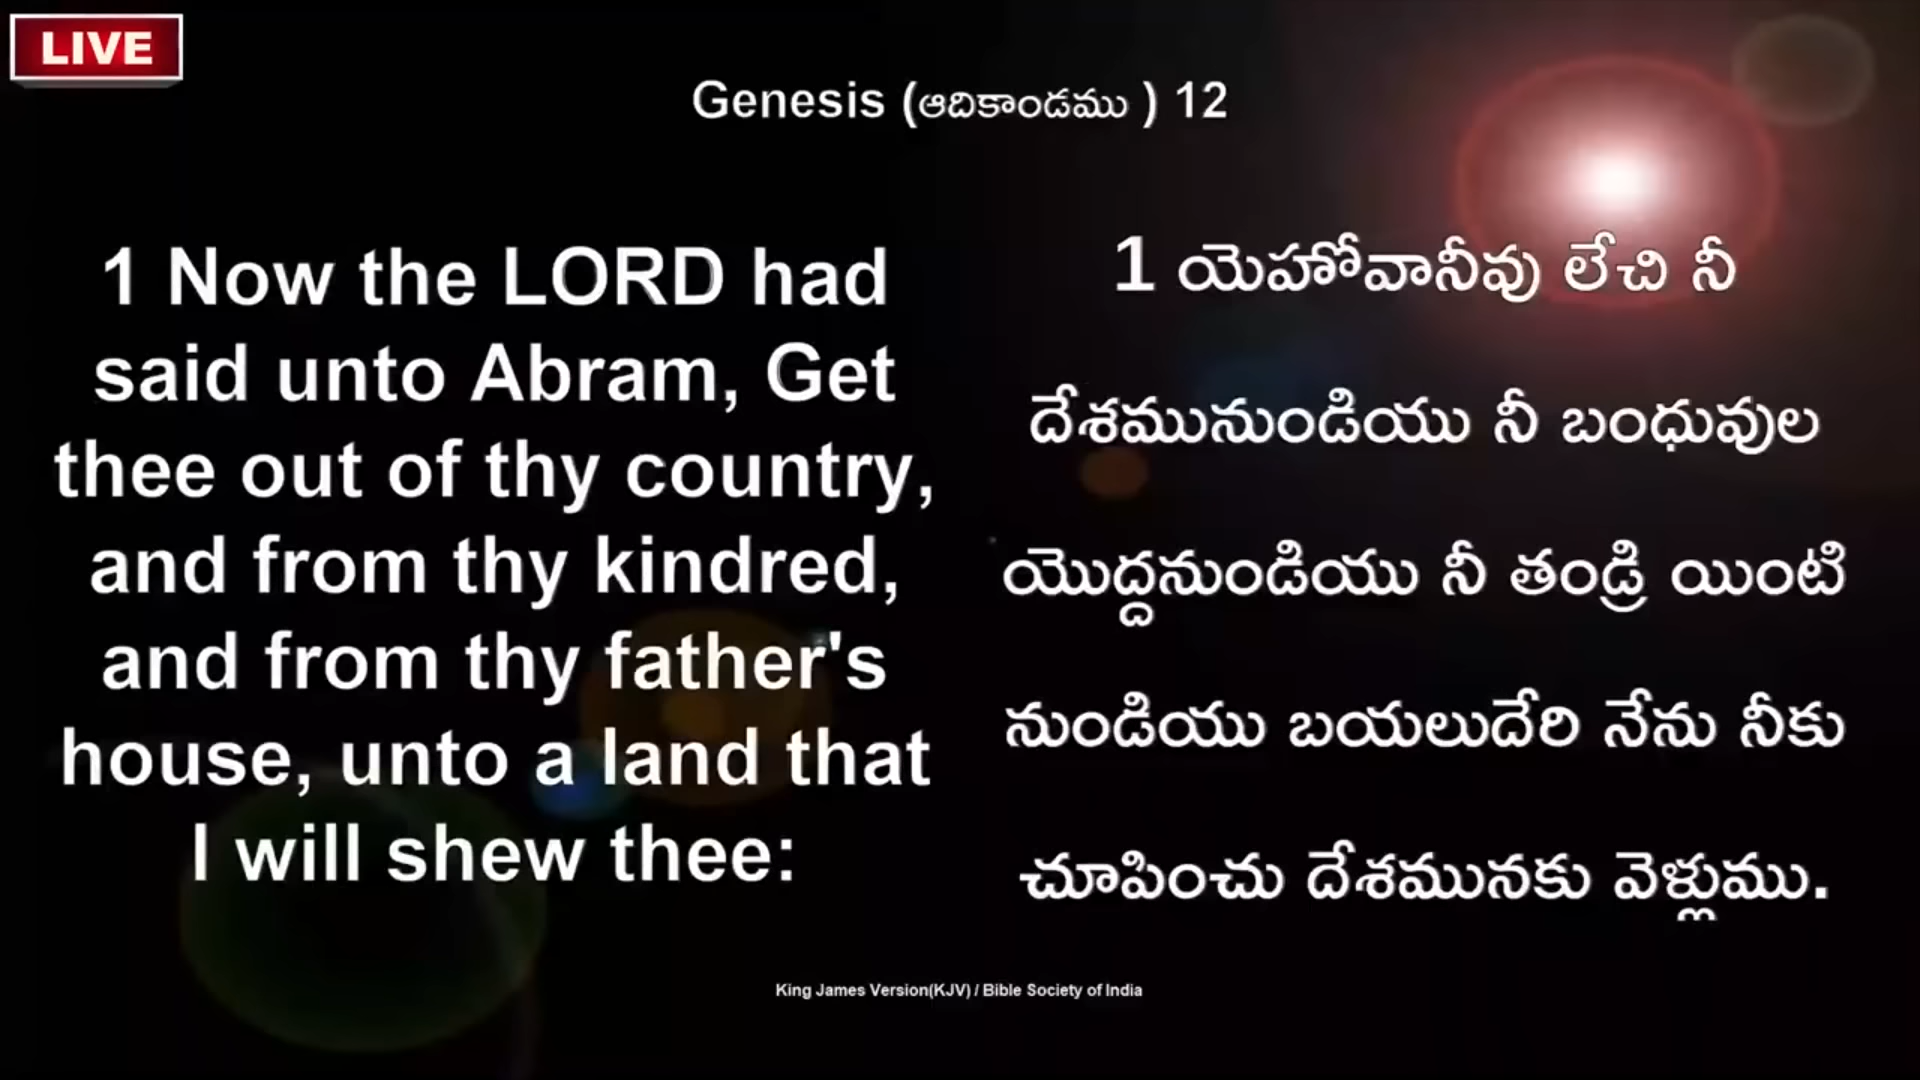 LIVE
Genesis (ఆదికాండము ) 12
1 Now the LORD had
said unto Abram, Get
thee out of thy country,
and from thy kindred,
and from thy father's
house, unto a land that
I will shew thee:
1 యెహోవానీవు లేచి నీ
దేశమునుండియు నీ బంధువుల
యొద్దనుండియు నీ తండ్రి యింటి
నుండియు బయలుదేరి నేను నీకు
చూపించు దేశమునకు వెళ్లుము.
King James Version(KJV) / Bible Society of India